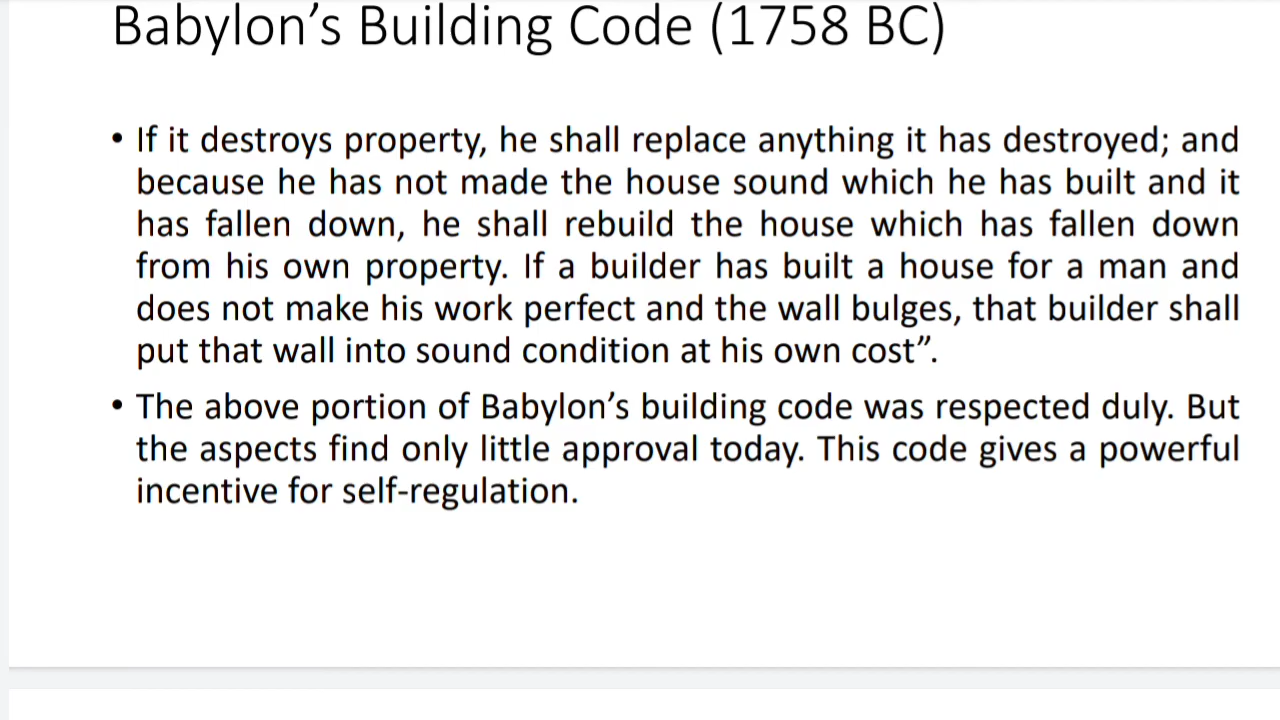 Babylon’s Building Code (1758 BC)
• If it destroys property, he shall replace anything it has destroyed; and
because he has not made the house sound which he has built and it
has fallen down, he shall rebuild the house which has fallen down
from his own property. If a builder has built a house for a man and
does not make his work perfect and the wall bulges, that builder shall
put that wall into sound condition at his own cost”.
• The above portion of Babylon’s building code was respected duly. But
the aspects find only little approval today. This code gives a powerful
incentive for self-regulation.